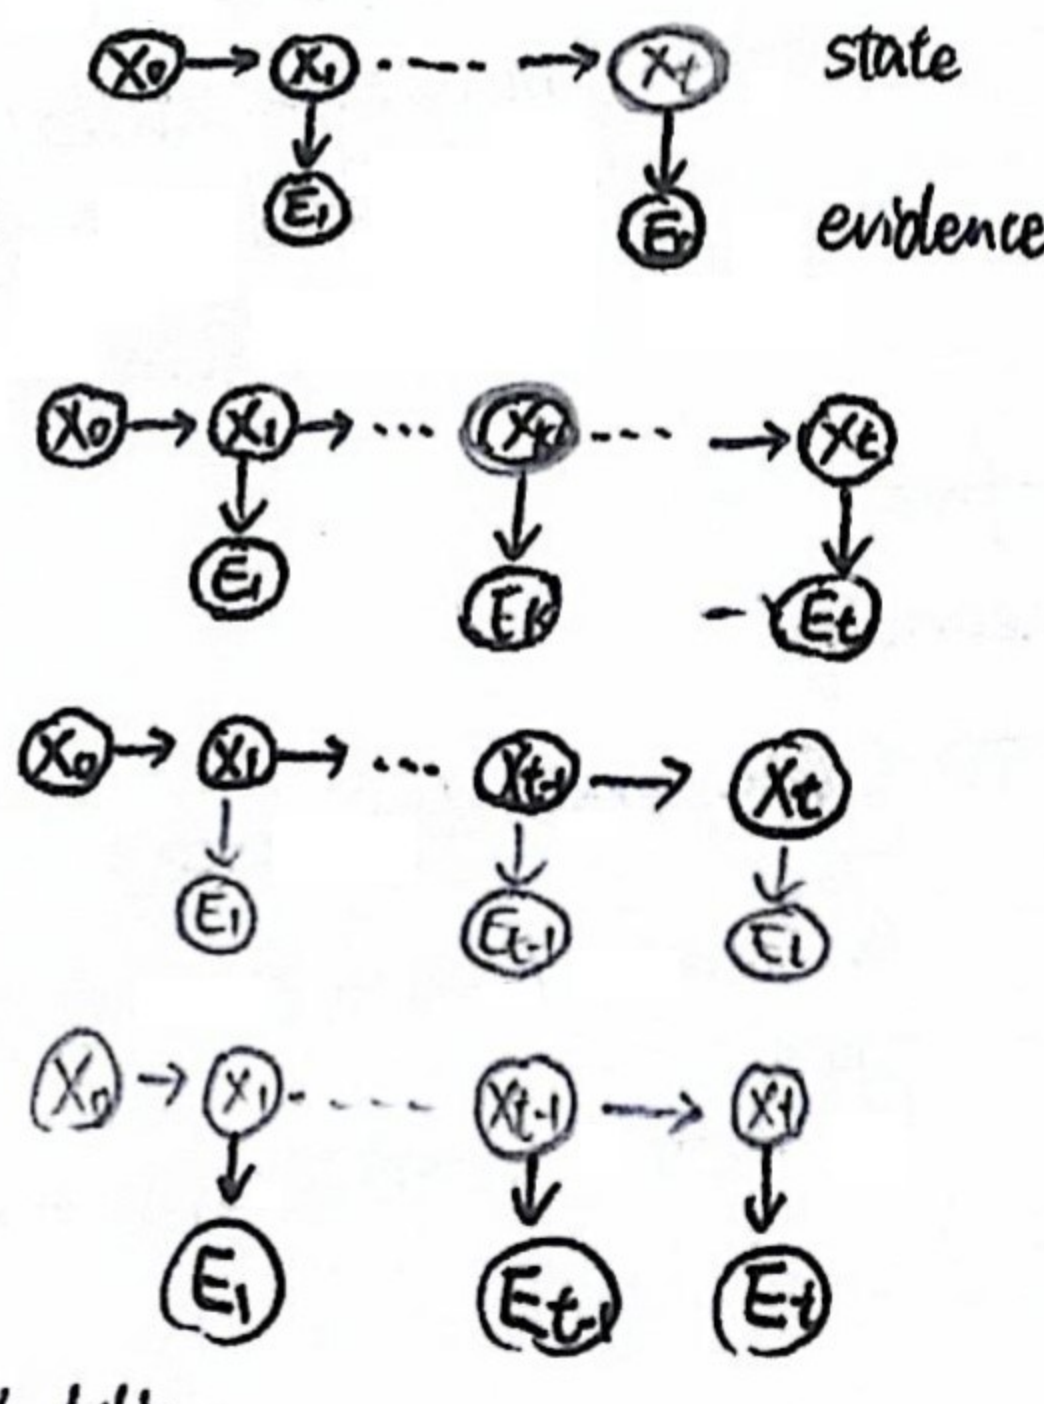 X0 X1 Xt state
E1 Et evidence
X0 X1 ... Xk ... Xt
E1 Ek Et
X0 X1 ... Xt-1 Xt
E1 Et-1 Et
X0 X1 Xt-1 Xt
E1 Et-1 Et